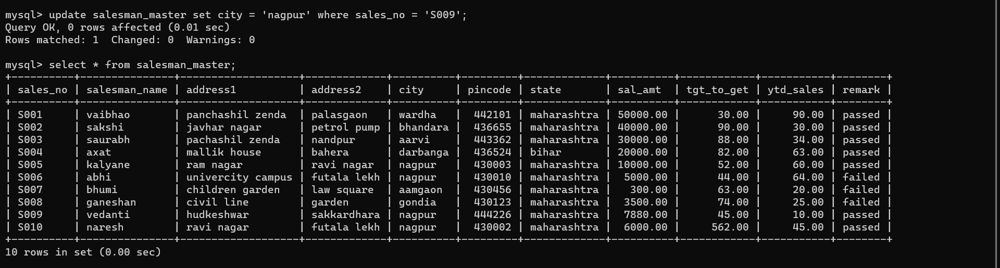 mysql> update salesman_master set city = 'nagpur' where sales_no = 'S009';
Query OK, 0 rows affected (0.01 sec)
Rows matched: 1  Changed: 0  Warnings: 0

mysql> select * from salesman_master;
+----------+---------------+-------------------+-------------+----------+---------+-------------+----------+------------+-----------+--------+
| sales_no | salesman_name | address1          | address2    | city     | pincode | state       | sal_amt  | tgt_to_get | ytd_sales | remark |
+----------+---------------+-------------------+-------------+----------+---------+-------------+----------+------------+-----------+--------+
| S001     | vaibhao       | panchashil zenda  | palasgaon   | wardha   |  442101 | maharashtra | 50000.00 |      30.00 |     90.00 | passed |
| S002     | sakshi        | javhar nagar      | petrol pump | bhandara |  436655 | maharashtra | 40000.00 |      90.00 |     30.00 | passed |
| S003     | saurabh       | pachashil zenda   | nandpur     | aarvi    |  443362 | maharashtra | 30000.00 |      88.00 |     34.00 | passed |
| S004     | axat          | mallik house      | bahera      | darbanga |  436524 | bihar       | 20000.00 |      82.00 |     63.00 | passed |
| S005     | kalyane       | ram nagar         | ravi nagar  | nagpur   |  430003 | maharashtra | 10000.00 |      52.00 |     60.00 | passed |
| S006     | abhi          | univercity campus | futala lekh | nagpur   |  430010 | maharashtra |  5000.00 |      44.00 |     64.00 | failed |
| S007     | bhumi         | children garden   | law square  | aamgaon  |  430456 | maharashtra |   300.00 |      63.00 |     20.00 | failed |
| S008     | ganeshan      | civil line        | garden      | gondia   |  430123 | maharashtra |  3500.00 |      74.00 |     25.00 | failed |
| S009     | vedanti       | hudkeshwar        | sakkardhara | nagpur   |  444226 | maharashtra |  7880.00 |      45.00 |     10.00 | passed |
| S010     | naresh        | ravi nagar        | futala lekh | nagpur   |  430002 | maharashtra |  6000.00 |     562.00 |     45.00 | passed |
+----------+---------------+-------------------+-------------+----------+---------+-------------+----------+------------+-----------+--------+
10 rows in set (0.00 sec)